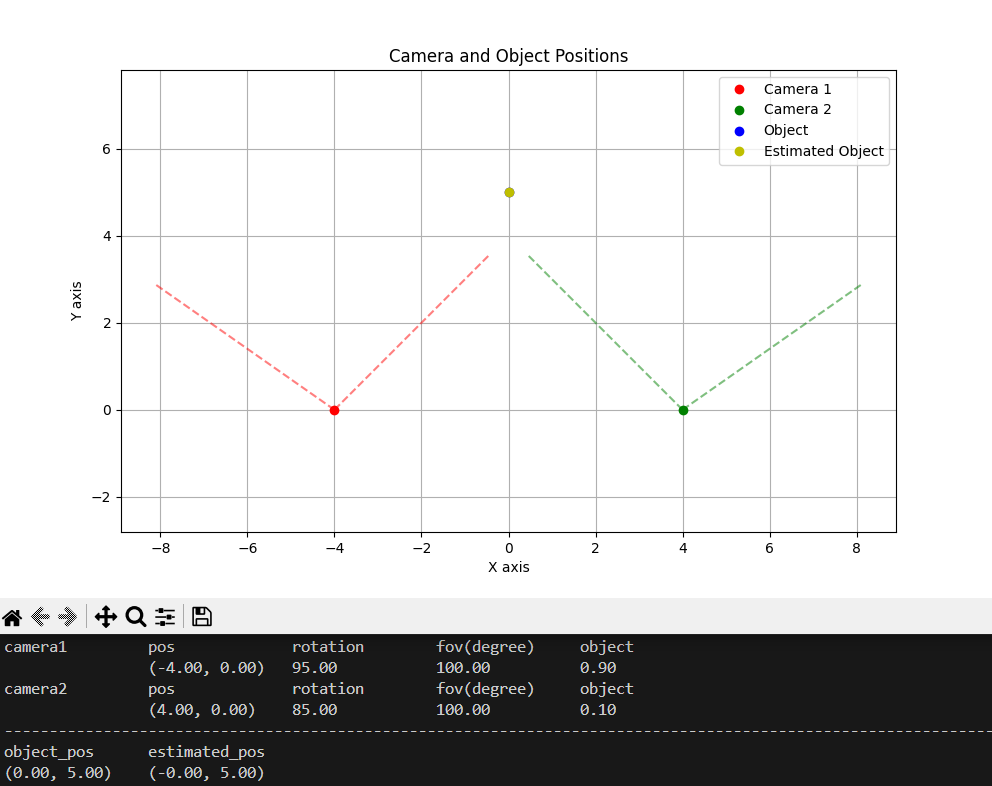 Camera and Object Positions
Camera 1
Camera 2
Object
Estimated Object
6
4
2
0
−2
Y axis
−8 −6 −4 −2 0 2 4 6 8
X axis
camera1 pos rotation fov(degree) object
(-4.00, 0.00) 95.00 100.00 0.90
camera2 pos rotation fov(degree) object
(4.00, 0.00) 85.00 100.00 0.10
object_pos estimated_pos
(0.00, 5.00) (-0.00, 5.00)